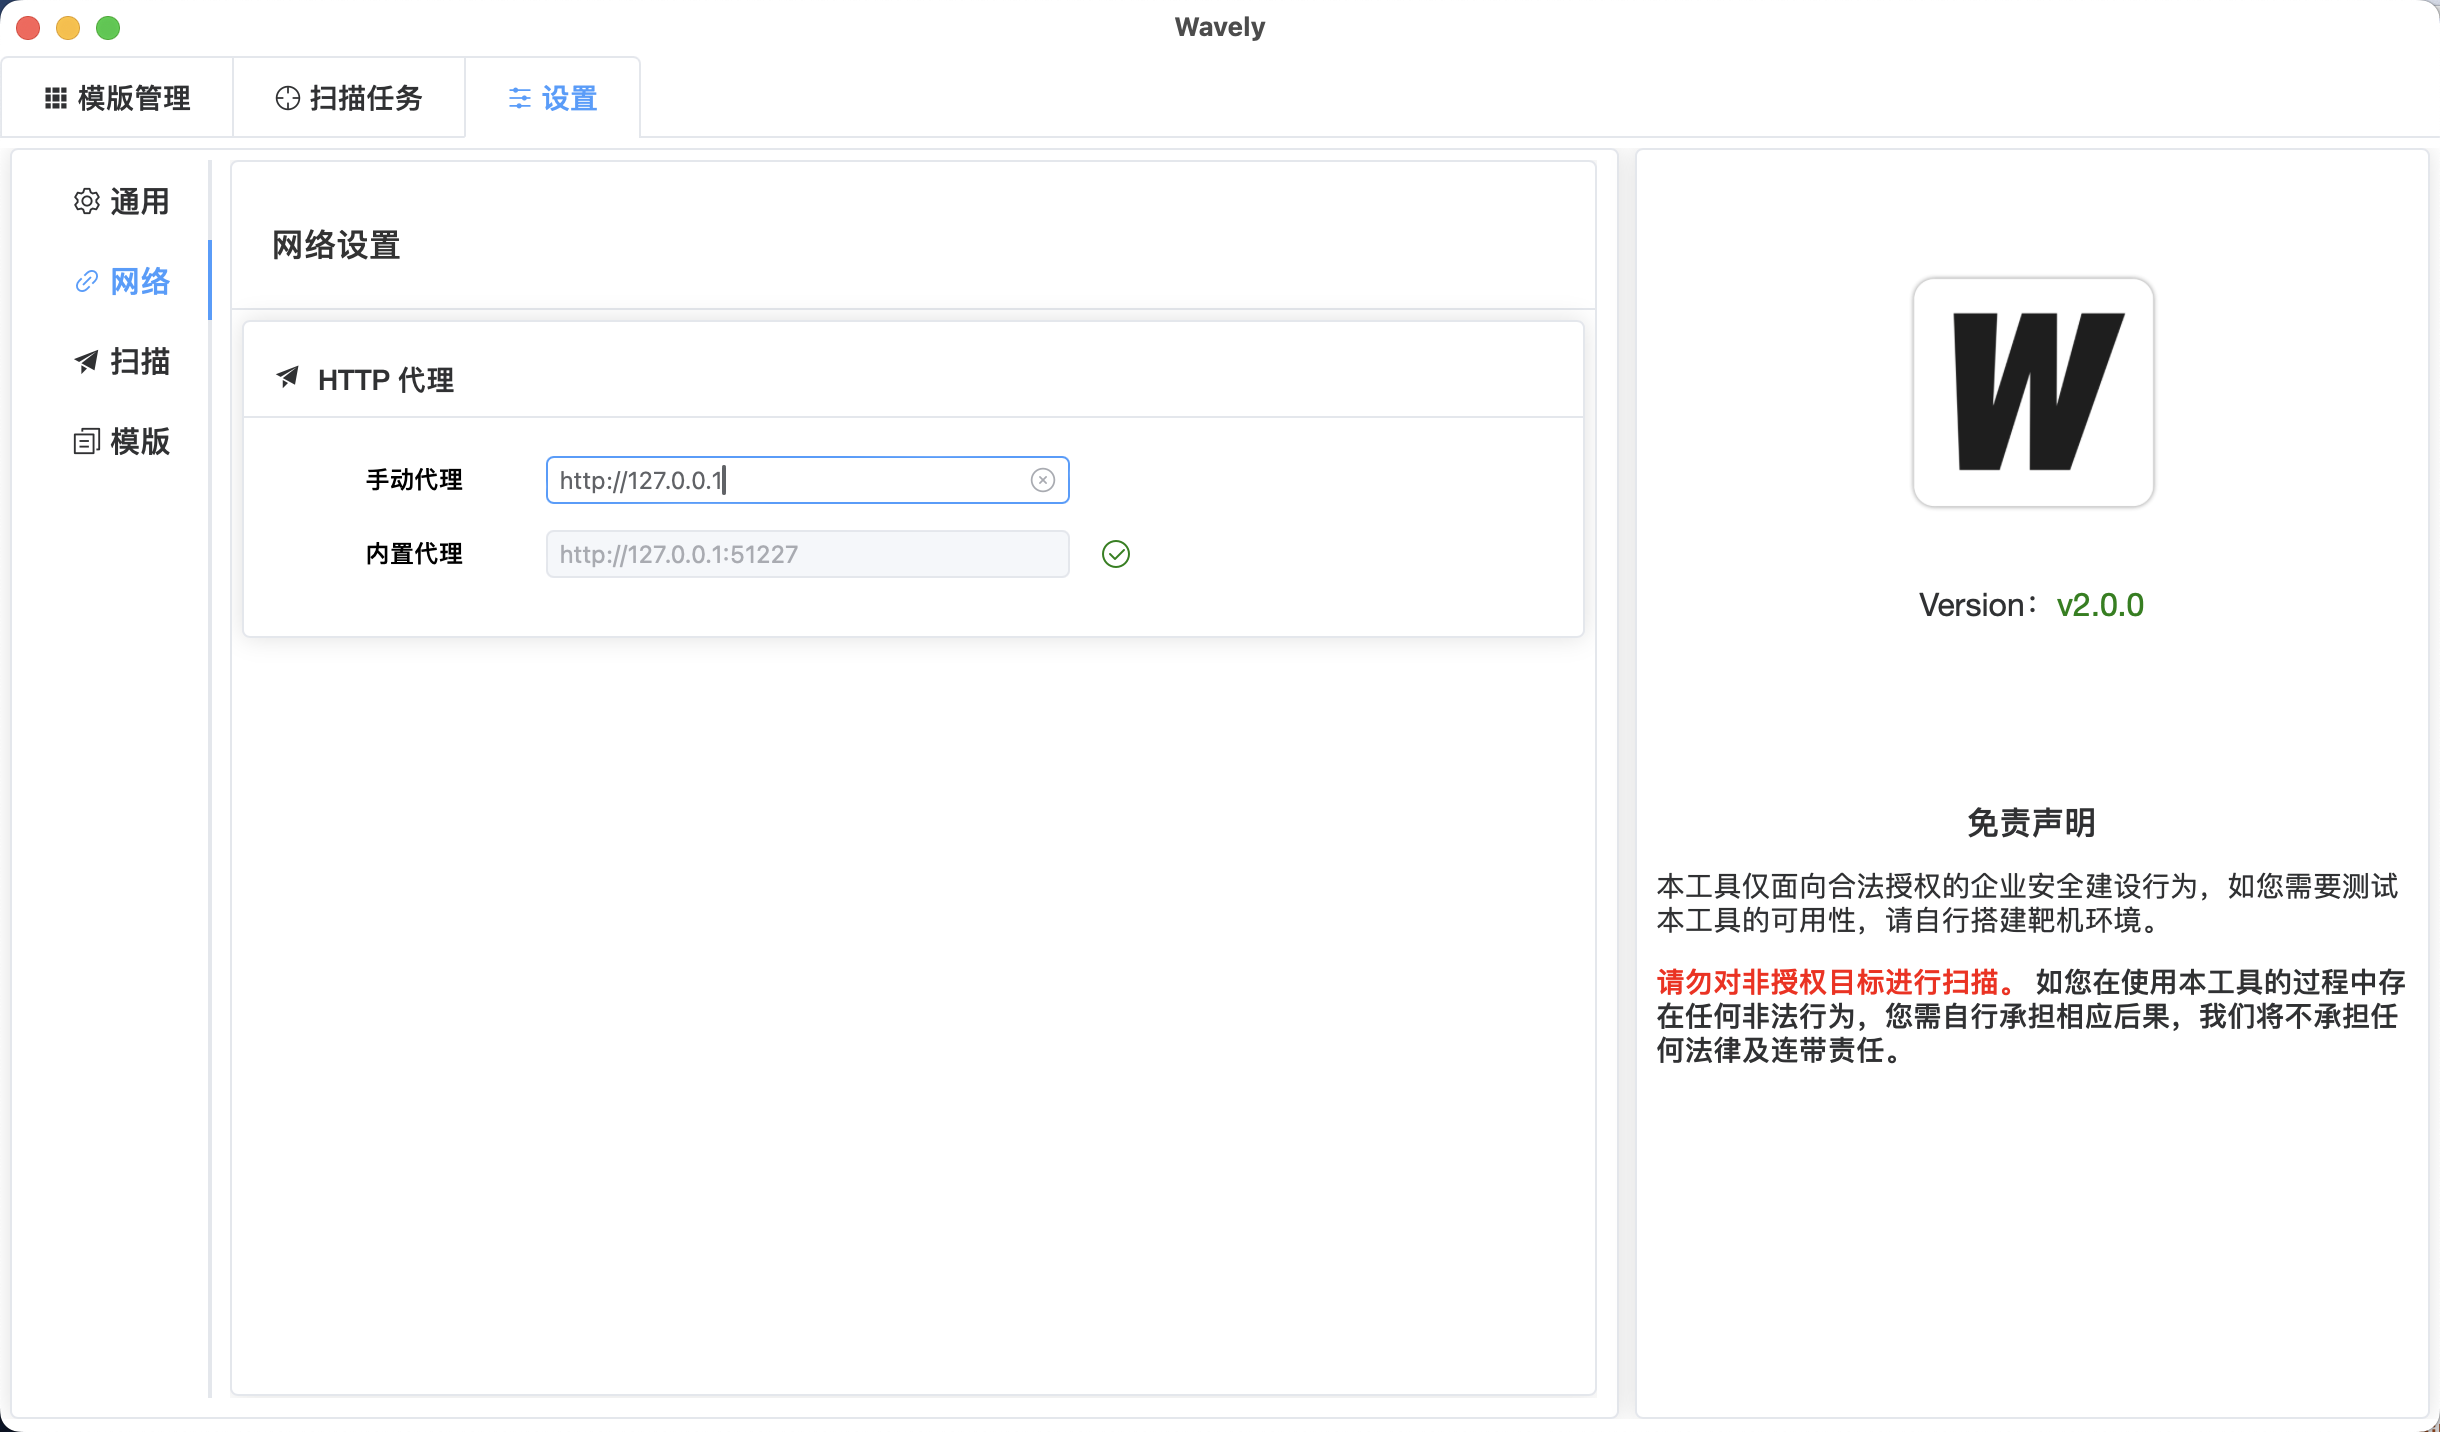 Wavely
模版管理
扫描任务
设置
通用
网络
扫描
模版
网络设置
HTTP 代理
手动代理
http://127.0.0.1
内置代理
http://127.0.0.1:51227
W
Version：v2.0.0
免责声明
本工具仅面向合法授权的企业安全建设行为，如您需要测试
本工具的可用性，请自行搭建靶机环境。
请勿对非授权目标进行扫描。 如您在使用本工具的过程中存
在任何非法行为，您需自行承担相应后果，我们将不承担任
何法律及连带责任。